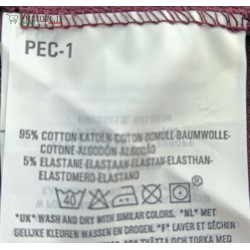 PEC-1
95% COTTON-KATOEN-COTON-BOMULL-BAUMWOLLE-
COTONE-ALGODÓN-ALGODÃO
5% ELASTANE-ELASTAAN-ELASTAN-ELASTHAN-
ELASTOMERO-ELASTANO
40
*UK* WASH AND DRY WITH SIMILAR COLORS. *NL* MET
GELIJKE KLEUREN WASSEN EN DROGEN. *F* LAVER ET SÉCHER